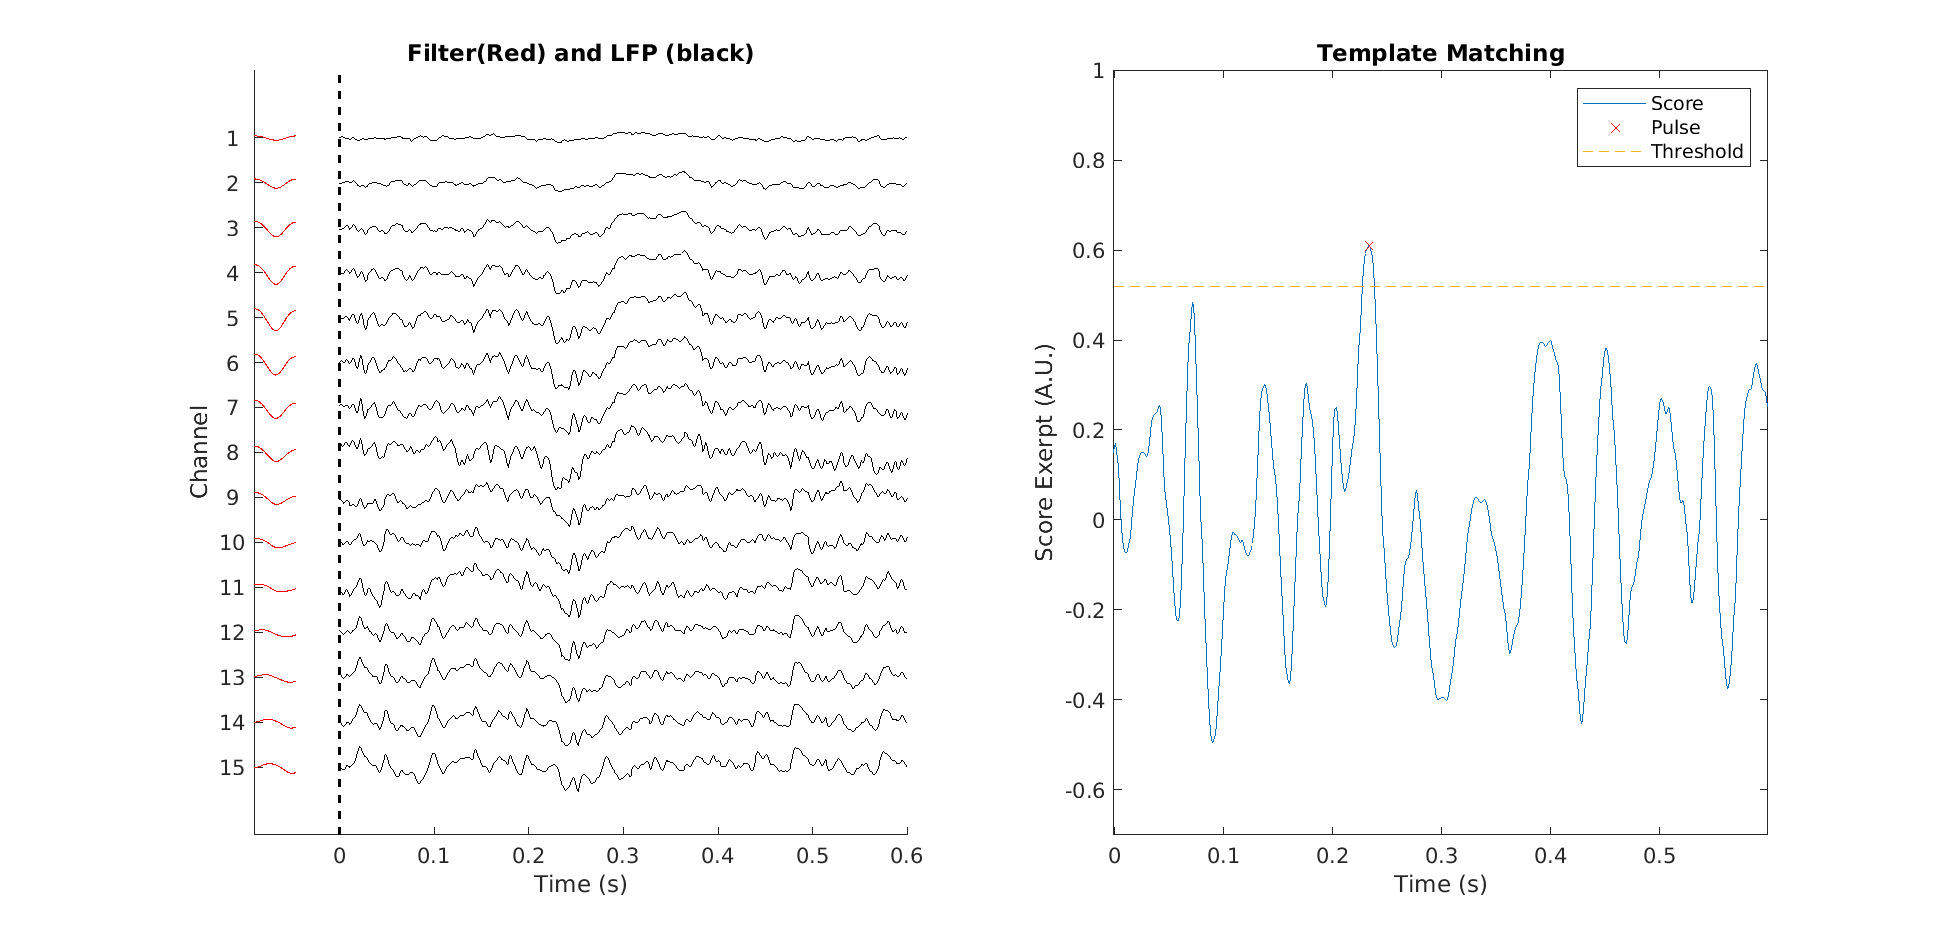 Filter(Red) and LFP (black)
Channel
1
2
3
4
5
6
7
8
9
10
11
12
13
14
15
0 0.1 0.2 0.3 0.4 0.5 0.6
Time (s)
Template Matching
Score
Pulse
Threshold
Score Exerpt (A.U.)
1
0.8
0.6
0.4
0.2
0
-0.2
-0.4
-0.6
0 0.1 0.2 0.3 0.4 0.5
Time (s)